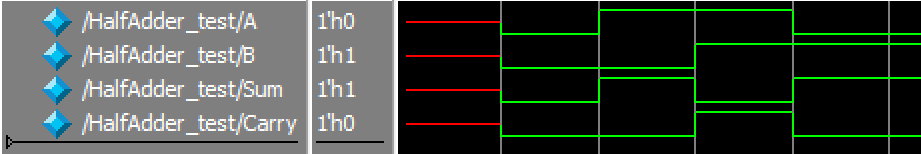 /HalfAdder_test/A 1'h0
/HalfAdder_test/B 1'h1
/HalfAdder_test/Sum 1'h1
/HalfAdder_test/Carry 1'h0